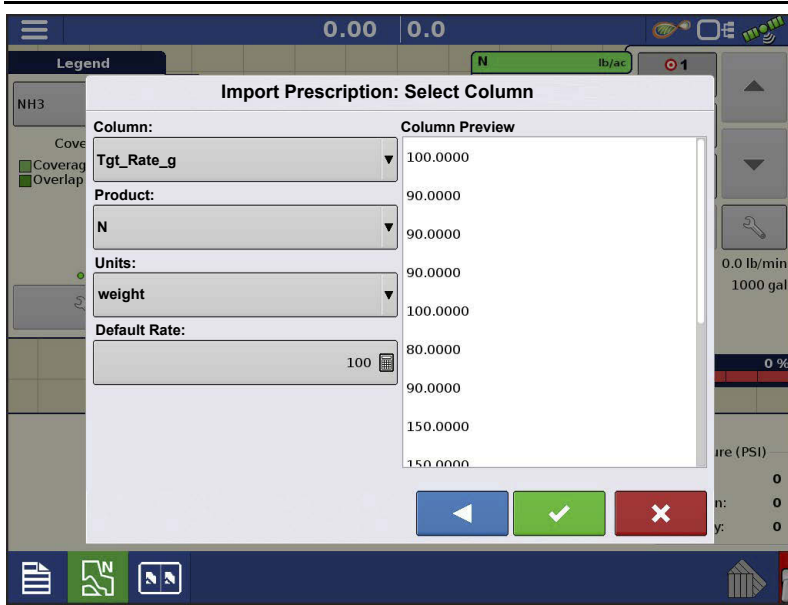 0.00 0.0
Legend
N lb/ac
1
NH3
Import Prescription: Select Column
Column:
Column Preview
Tgt_Rate_g
100.0000
Product:
90.0000
N
90.0000
Units:
90.0000
weight
100.0000
Default Rate:
80.0000
100
90.0000
150.0000
150.0000
Cove
Coverag
Overlap
0.0 lb/min
1000 gal
0 %
ure (PSI)
0
n: 0
y: 0
N